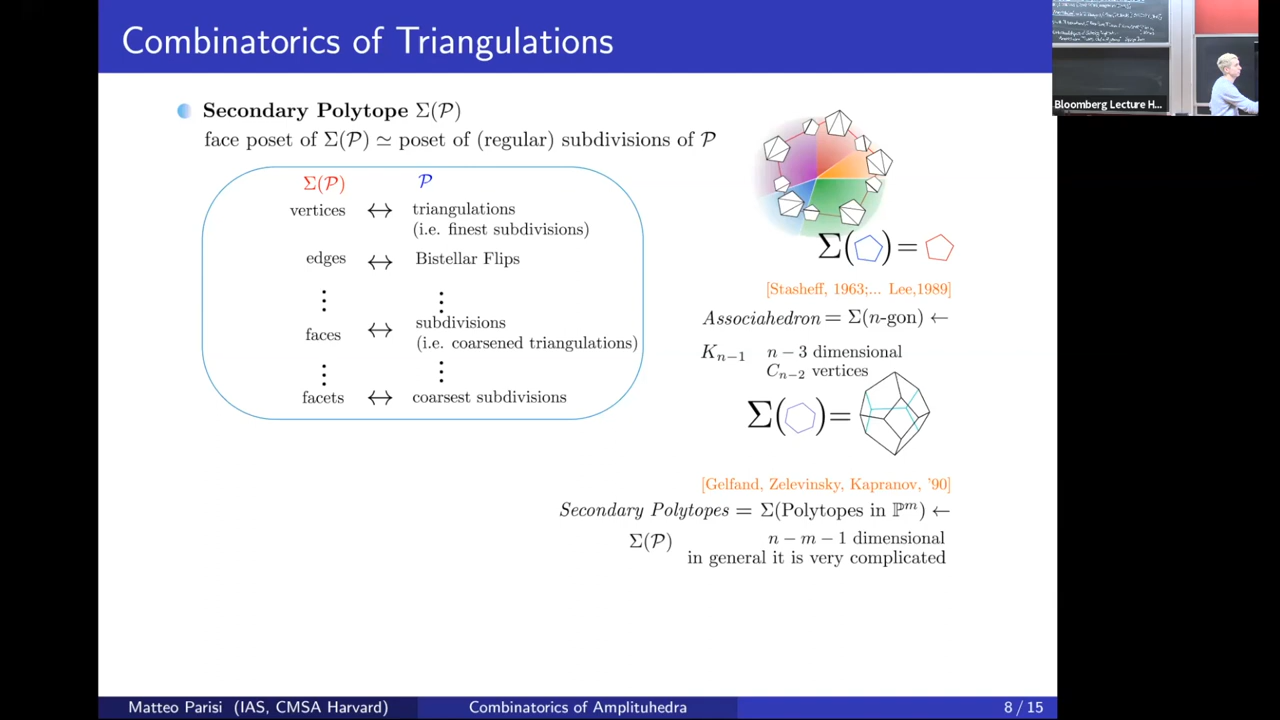 Combinatorics of Triangulations
Bloomberg Lecture H...
Secondary Polytope Σ(𝒫)
face poset of Σ(𝒫) ≃ poset of (regular) subdivisions of 𝒫
Σ(𝒫) 𝒫
vertices ↔ triangulations
(i.e. finest subdivisions)
edges ↔ Bistellar Flips
⋮ ⋮
faces ↔ subdivisions
(i.e. coarsened triangulations)
⋮ ⋮
facets ↔ coarsest subdivisions
Σ( ) =
[Stasheff, 1963;... Lee,1989]
Associahedron = Σ(n-gon) ←
Kₙ₋₁ n − 3 dimensional
Cₙ₋₂ vertices
Σ( ) =
[Gelfand, Zelevinsky, Kapranov, '90]
Secondary Polytopes = Σ(Polytopes in ℙᵐ) ←
Σ(𝒫) n − m − 1 dimensional
in general it is very complicated
Matteo Parisi (IAS, CMSA Harvard) Combinatorics of Amplituhedra 8 / 15